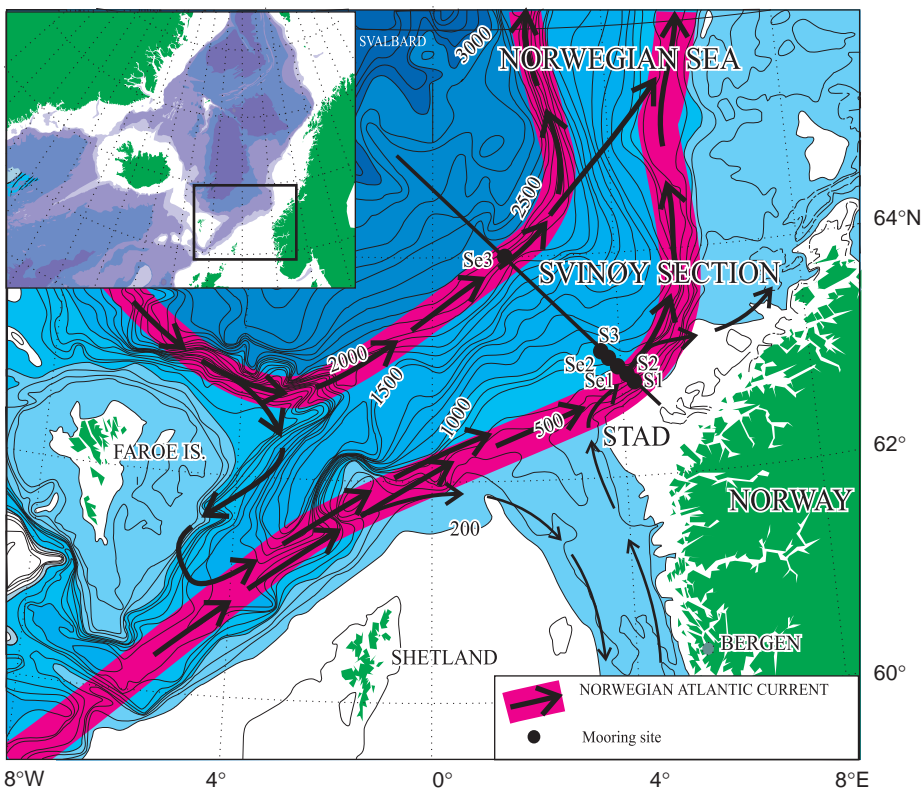 SVALBARD
3000
NORWEGIAN SEA
2500
64°N
Se3
SVINØY SECTION
S3
2000
Se2
S2
1500
Se1
S1
1000
500
STAD
62°
FAROE IS.
NORWAY
200
BERGEN
SHETLAND
60°
NORWEGIAN ATLANTIC CURRENT
Mooring site
8°W
4°
0°
4°
8°E